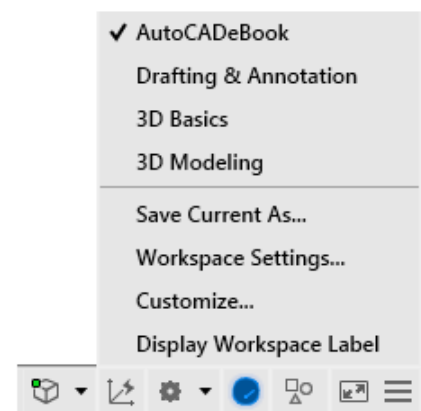 AutoCADeBook
Drafting & Annotation
3D Basics
3D Modeling
Save Current As...
Workspace Settings...
Customize...
Display Workspace Label